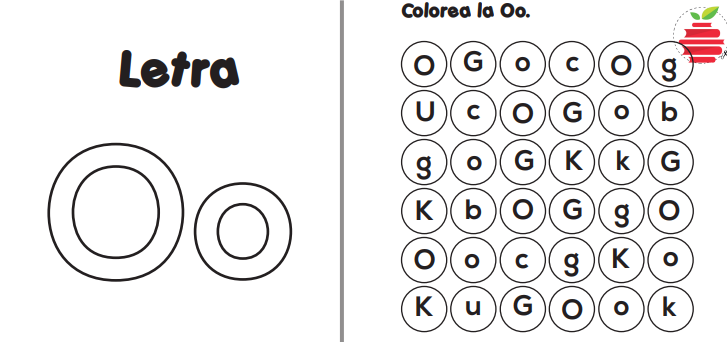 Letra
Oo
Colorea la Oo.
O G o c O g
U c O G o b
g o G K k G
K b O G g O
O o c g K o
K u G O o k